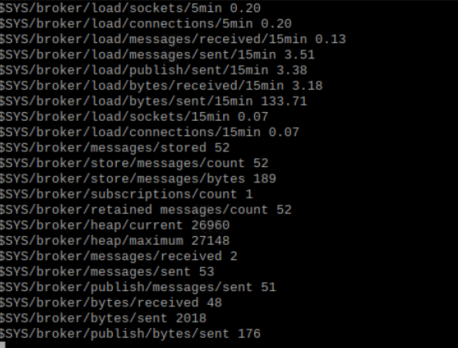 $SYS/broker/load/sockets/5min 0.20
$SYS/broker/load/connections/5min 0.20
$SYS/broker/load/messages/received/15min 0.13
$SYS/broker/load/messages/sent/15min 3.51
$SYS/broker/load/publish/sent/15min 3.38
$SYS/broker/load/bytes/received/15min 3.18
$SYS/broker/load/bytes/sent/15min 133.71
$SYS/broker/load/sockets/15min 0.07
$SYS/broker/load/connections/15min 0.07
$SYS/broker/messages/stored 52
$SYS/broker/store/messages/count 52
$SYS/broker/store/messages/bytes 189
$SYS/broker/subscriptions/count 1
$SYS/broker/retained messages/count 52
$SYS/broker/heap/current 26960
$SYS/broker/heap/maximum 27148
$SYS/broker/messages/received 2
$SYS/broker/messages/sent 53
$SYS/broker/publish/messages/sent 51
$SYS/broker/bytes/received 48
$SYS/broker/bytes/sent 2018
$SYS/broker/publish/bytes/sent 176